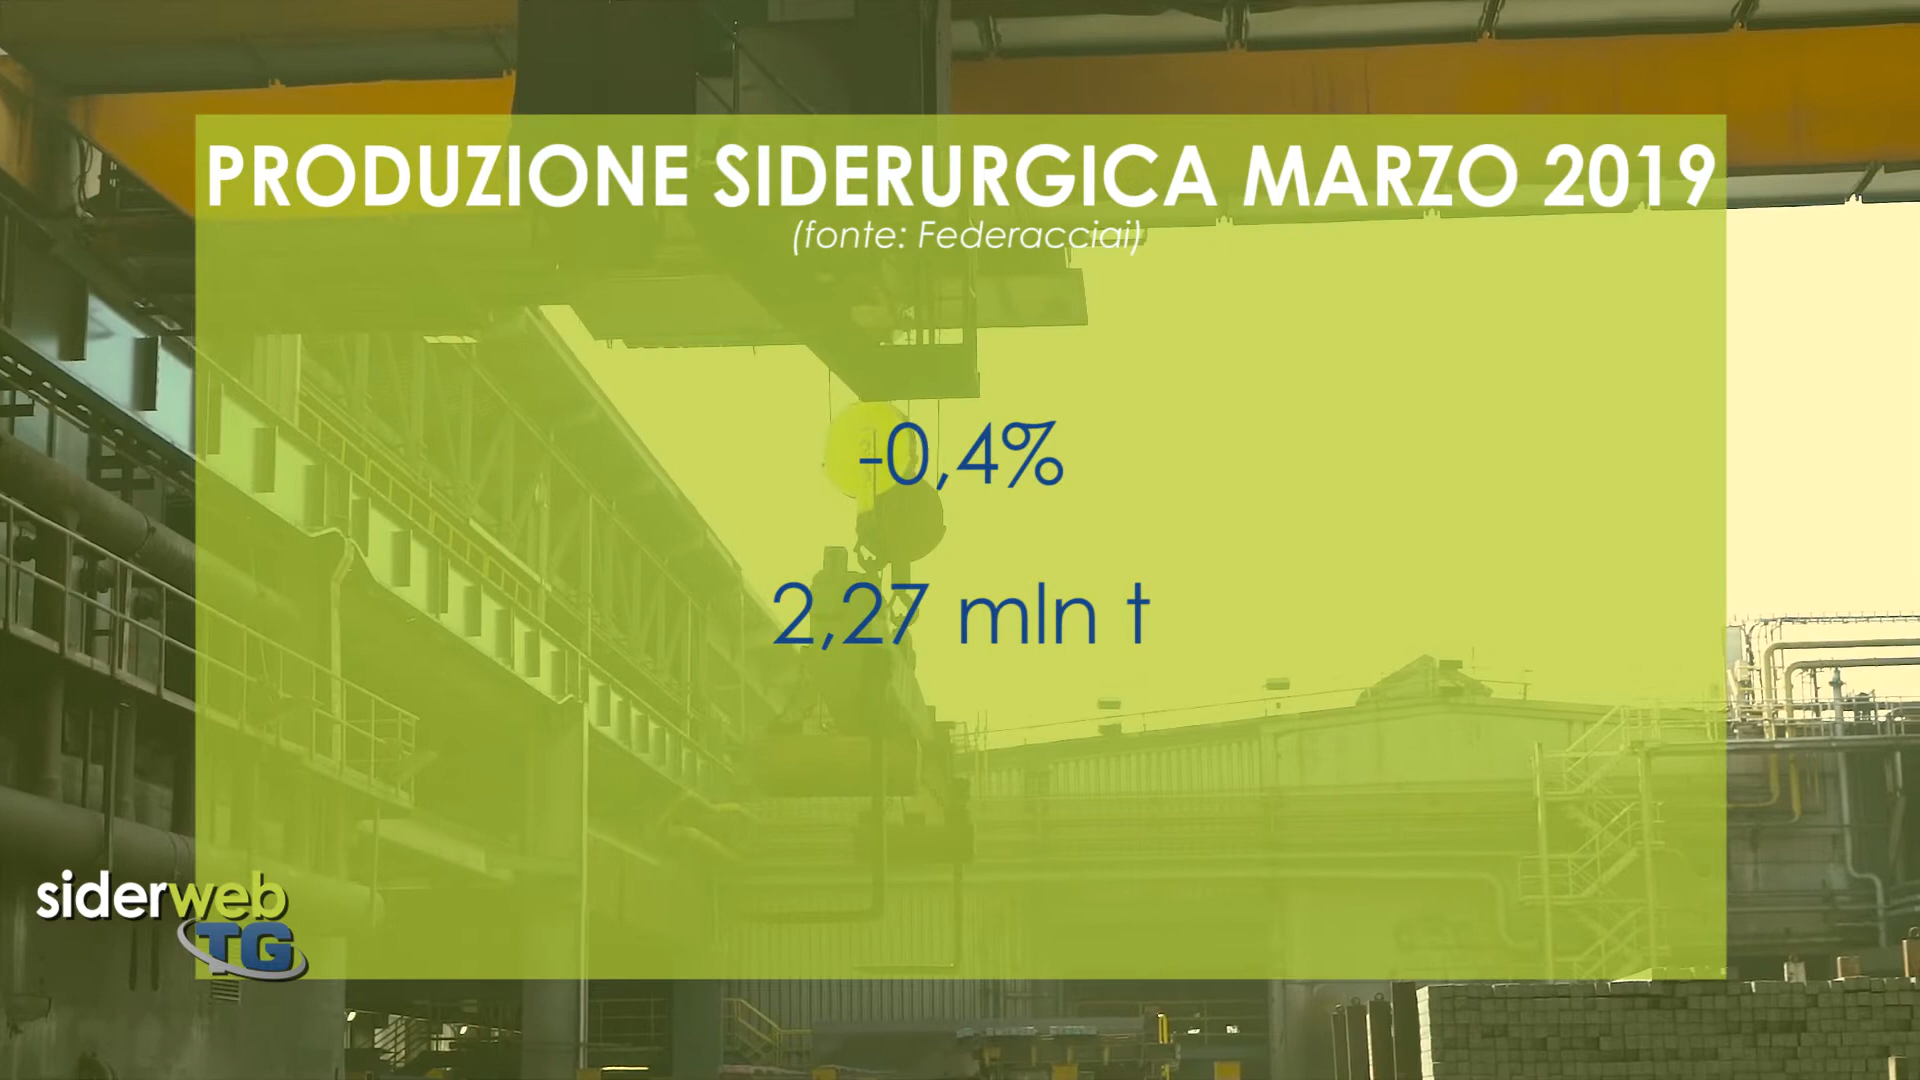 PRODUZIONE SIDERURGICA MARZO 2019
(fonte: Federacciai)
-0,4%
2,27 mln t
siderweb
TG